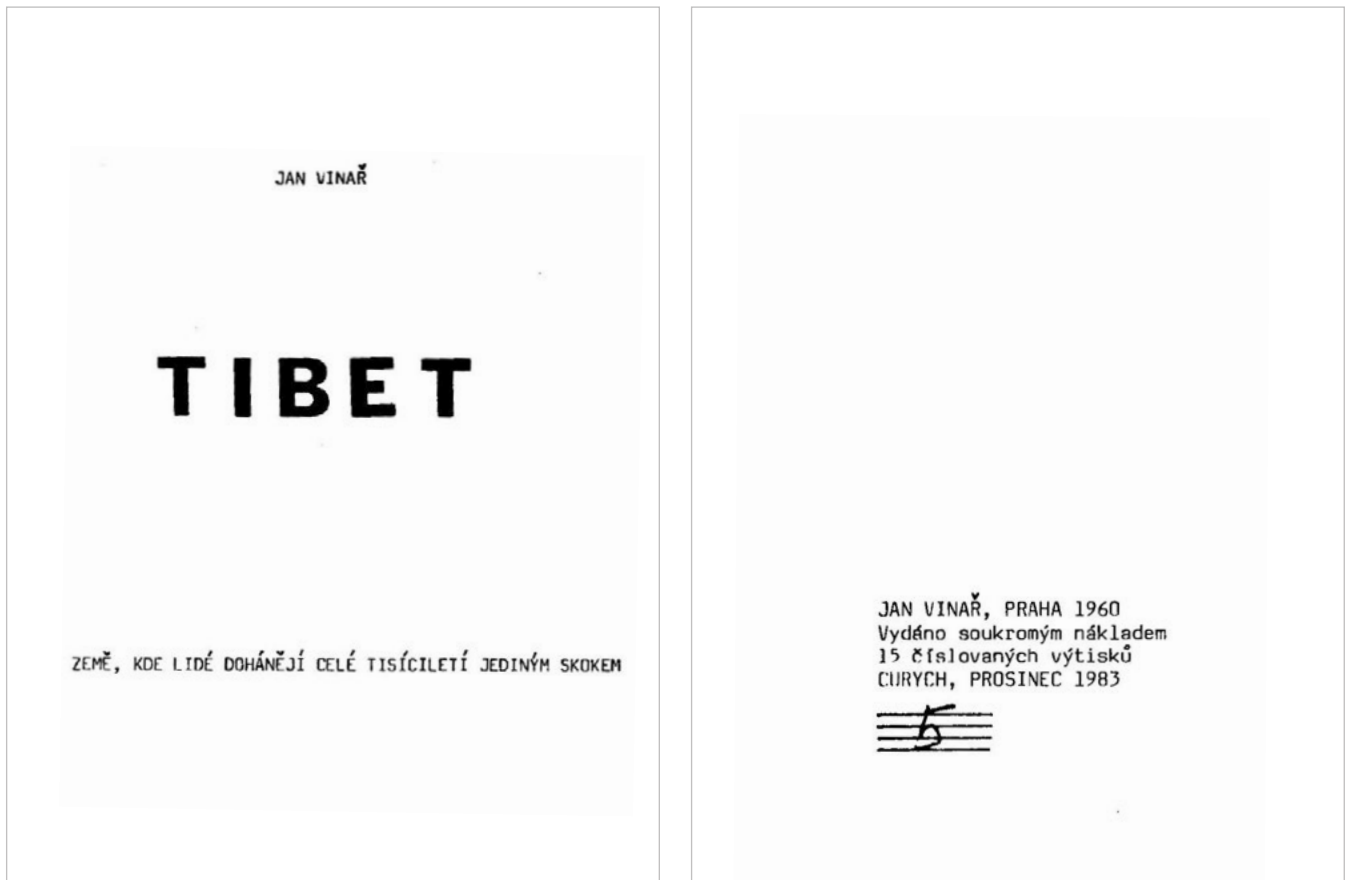 JAN VINAŘ
TIBET
ZEMĚ, KDE LIDÉ DOHÁNĚJÍ CELÉ TISÍCILETÍ JEDINÝM SKOKEM
JAN VINAŘ, PRAHA 1960
Vydáno soukromým nákladem
15 číslovaných výtisků
CURYCH, PROSINEC 1983
5